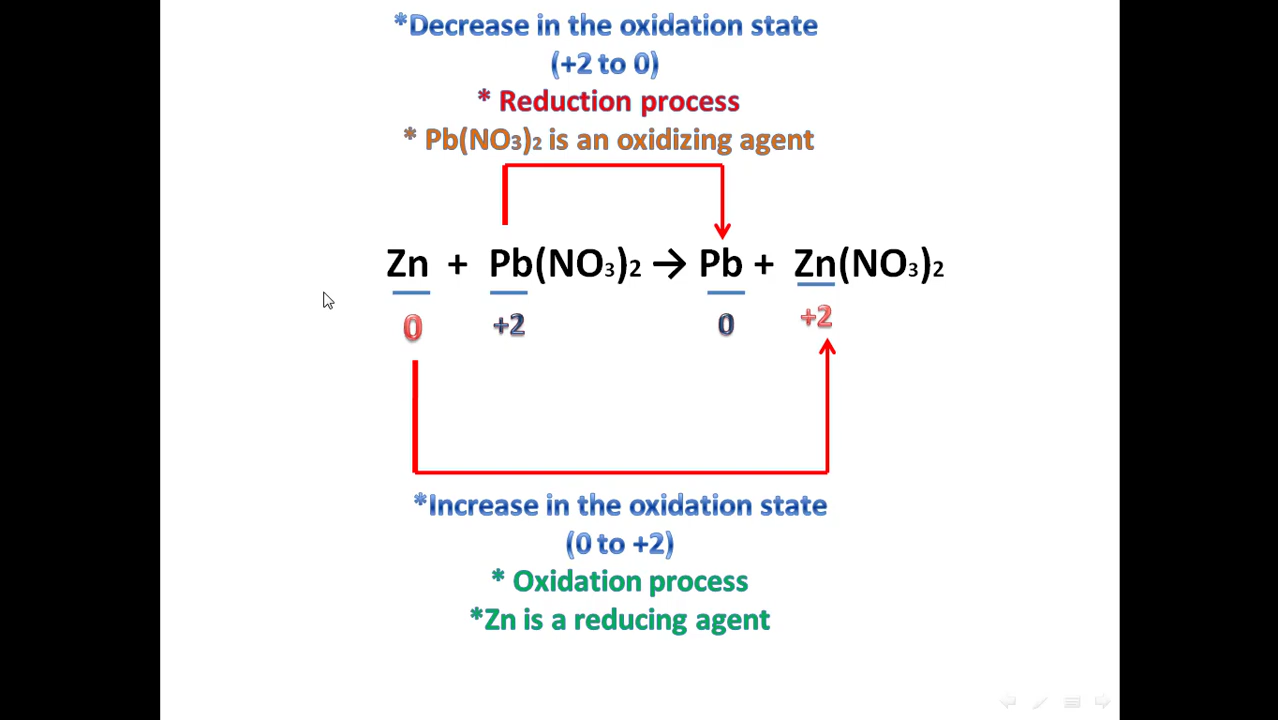 *Decrease in the oxidation state
(+2 to 0)
* Reduction process
* Pb(NO₃)₂ is an oxidizing agent
Zn + Pb(NO₃)₂ → Pb + Zn(NO₃)₂
0 +2 0 +2
*Increase in the oxidation state
(0 to +2)
* Oxidation process
*Zn is a reducing agent